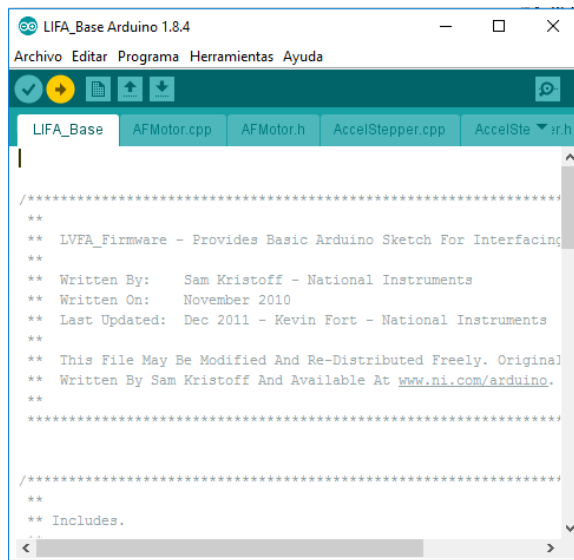 LIFA_Base Arduino 1.8.4
Archivo Editar Programa Herramientas Ayuda
LIFA_Base AFMotor.cpp AFMotor.h AccelStepper.cpp AccelSte er.h
/*****************************************************************
**
** LVFA_Firmware - Provides Basic Arduino Sketch For Interfacing
**
** Written By: Sam Kristoff - National Instruments
** Written On: November 2010
** Last Updated: Dec 2011 - Kevin Fort - National Instruments
**
** This File May Be Modified And Re-Distributed Freely. Original
** Written By Sam Kristoff And Available At www.ni.com/arduino.
**
*****************************************************************
/*****************************************************************
**
** Includes.